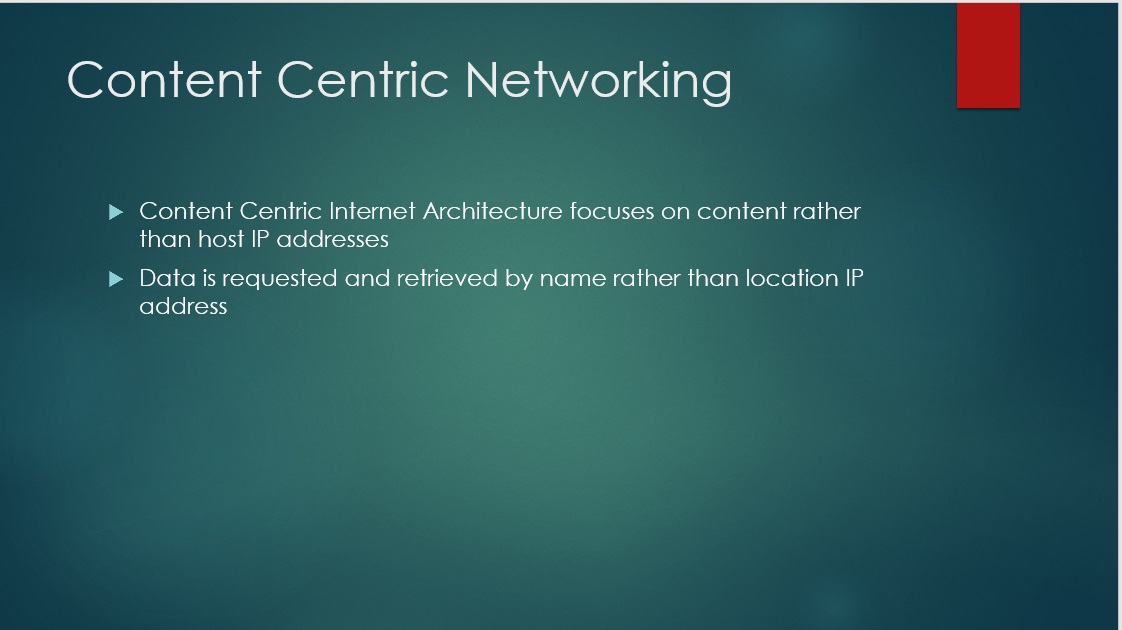 Content Centric Networking
Content Centric Internet Architecture focuses on content rather
than host IP addresses
Data is requested and retrieved by name rather than location IP
address